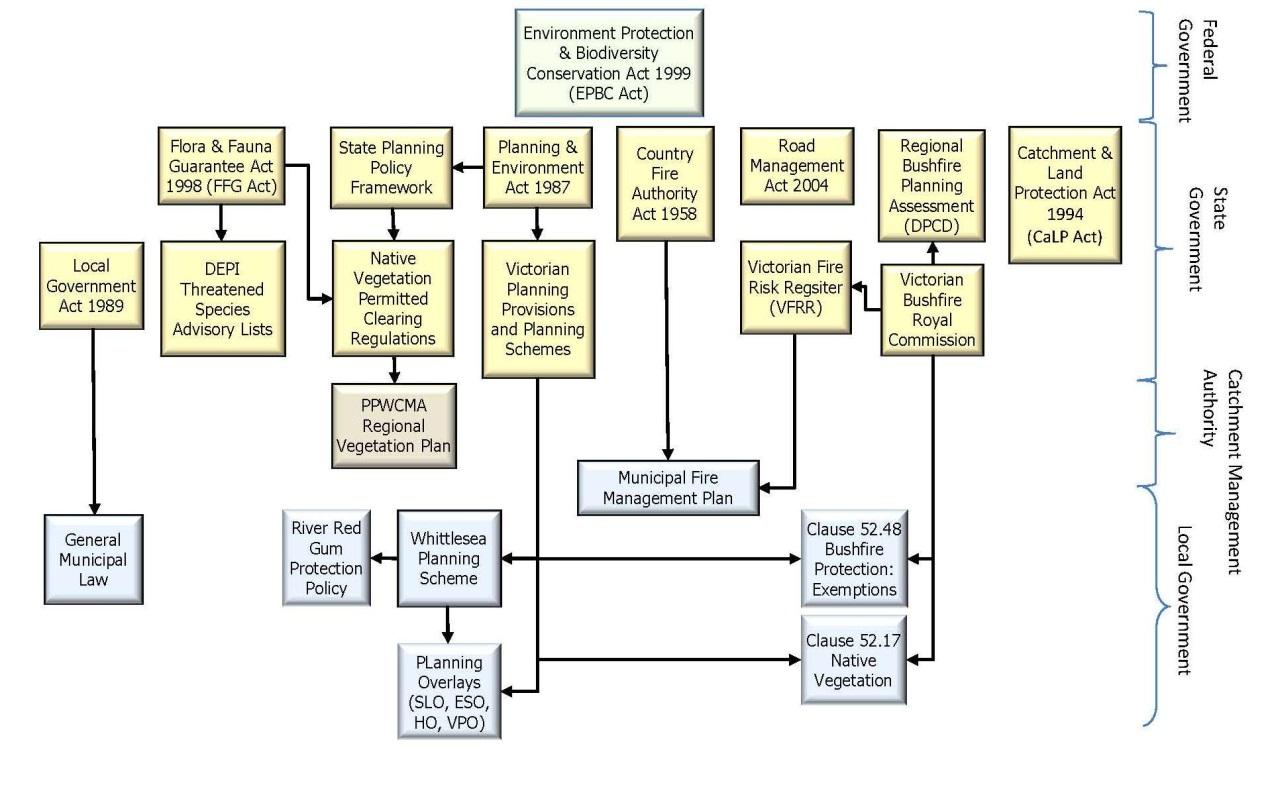 Environment Protection
& Biodiversity
Conservation Act 1999
(EPBC Act)
Federal
Government
Flora & Fauna
Guarantee Act
1998 (FFG Act)
State Planning
Policy
Framework
Planning &
Environment
Act 1987
Country
Fire
Authority
Act 1958
Road
Management
Act 2004
Regional
Bushfire
Planning
Assessment
(DPCD)
Catchment &
Land
Protection Act
1994
(CaLP Act)
State
Government
Local
Government
Act 1989
DEPI
Threatened
Species
Advisory Lists
Native
Vegetation
Permitted
Clearing
Regulations
Victorian
Planning
Provisions
and Planning
Schemes
Victorian Fire
Risk Regsiter
(VFRR)
Victorian
Bushfire
Royal
Commission
PPWCMA
Regional
Vegetation Plan
Catchment Management
Authority
Municipal Fire
Management Plan
General
Municipal
Law
River Red
Gum
Protection
Policy
Whittlesea
Planning
Scheme
Clause 52.48
Bushfire
Protection:
Exemptions
Local Government
PLanning
Overlays
(SLO, ESO,
HO, VPO)
Clause 52.17
Native
Vegetation